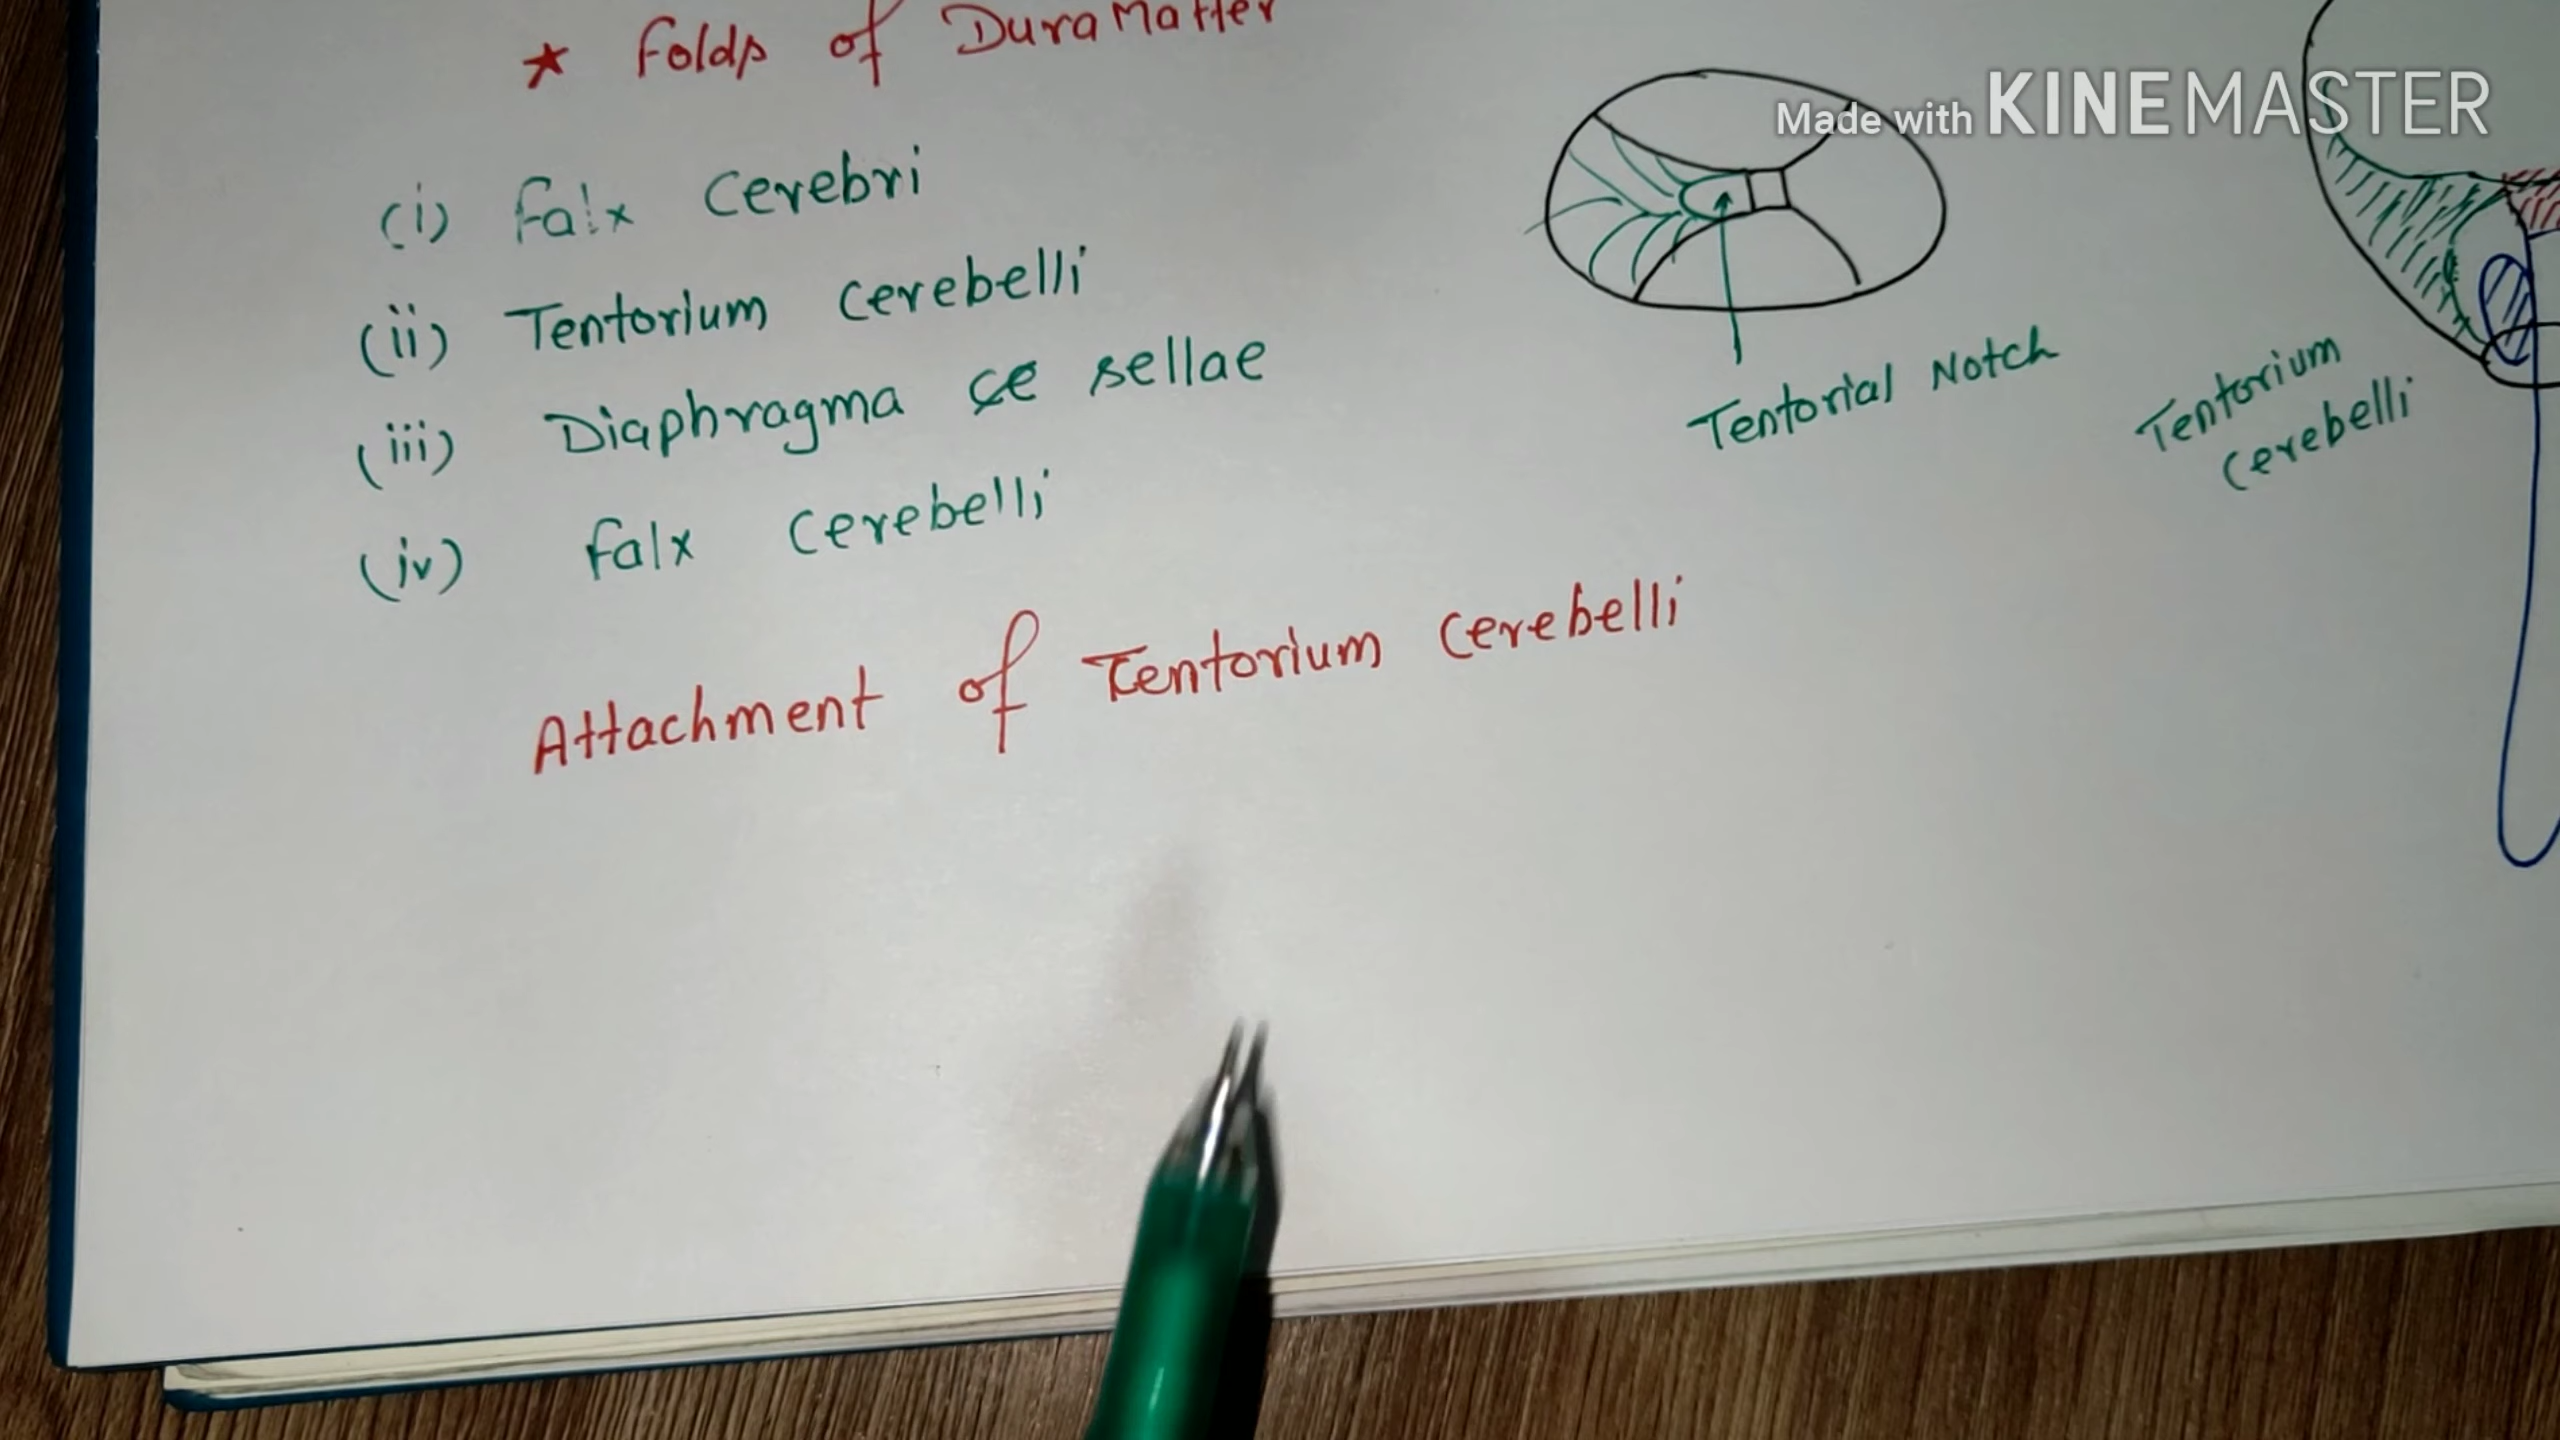 ★ Folds of Dura Matter
Made with KINEMASTER
(i) Falx Cerebri
(ii) Tentorium cerebelli
(iii) Diaphragma sellae
(iv) Falx Cerebelli
Tentorial Notch
Tentorium
cerebelli
Attachment of Tentorium Cerebelli